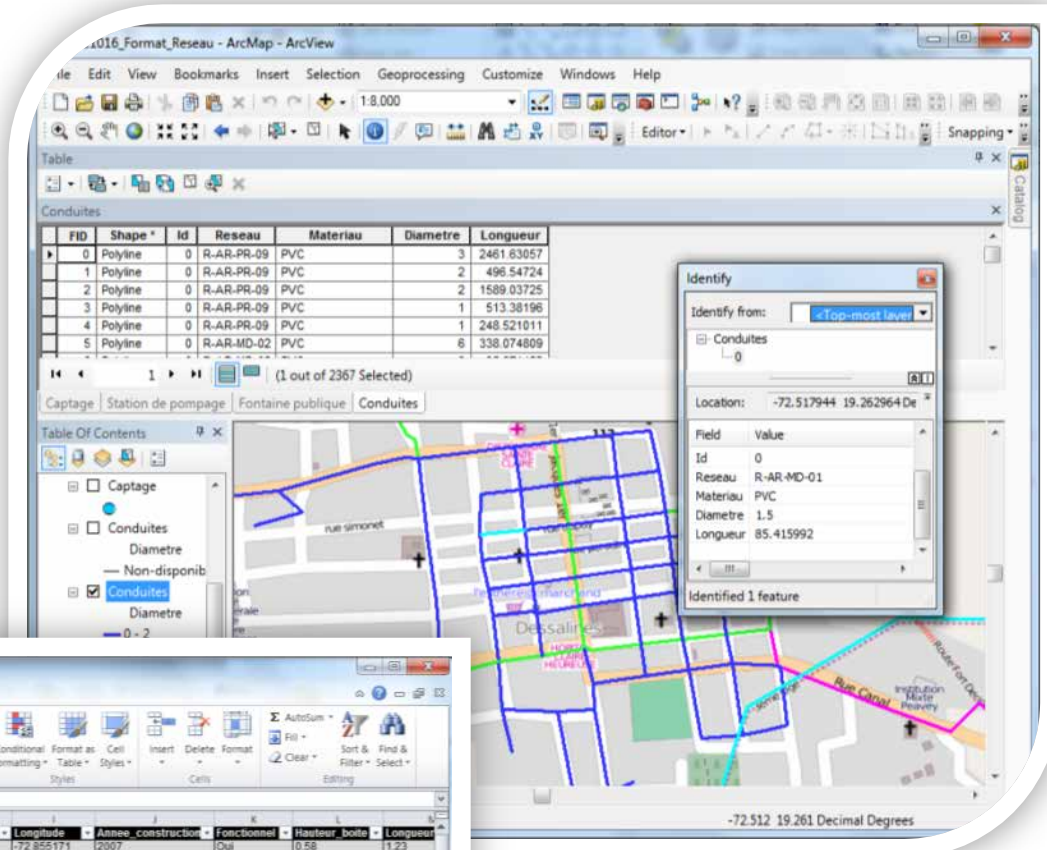 1016_Format_Reseau - ArcMap - ArcView
Edit View Bookmarks Insert Selection Geoprocessing Customize Windows Help
1:8,000
Editor Snapping
Table
Catalog
Conduites
FID Shape * Id Reseau Materiau Diametre Longueur
0 Polyline 0 R-AR-PR-09 PVC 3 2461.63057
1 Polyline 0 R-AR-PR-09 PVC 2 496.54724
2 Polyline 0 R-AR-PR-09 PVC 2 1589.03725
3 Polyline 0 R-AR-PR-09 PVC 1 513.38196
4 Polyline 0 R-AR-PR-09 PVC 1 248.521011
5 Polyline 0 R-AR-MD-02 PVC 6 338.074809
1 (1 out of 2367 Selected)
Captage Station de pompage Fontaine publique Conduites
Identify
Identify from: <Top-most layer
Conduites
0
Location: -72.517944 19.262964 De
Field Value
Id 0
Reseau R-AR-MD-01
Materiau PVC
Diametre 1.5
Longueur 85.415992
Identified 1 feature
Table Of Contents
Captage
Conduites
Diametre
Non-disponib
Conduites
Diametre
0 - 2
rue simonet
Dessalines
Rue Canal
Institution
Mixte
Peavey
-72.512 19.261 Decimal Degrees
Conditional Formatting Format as Table Cell Styles Insert Delete Format
Σ AutoSum
Fill
Clear
Sort & Filter Find & Select
Styles Cells Editing
I J K L
Longitude Annee_construction Fonctionnel Hauteur_boite Longueur
-72.855171 2007 Oui 0.58 1.23